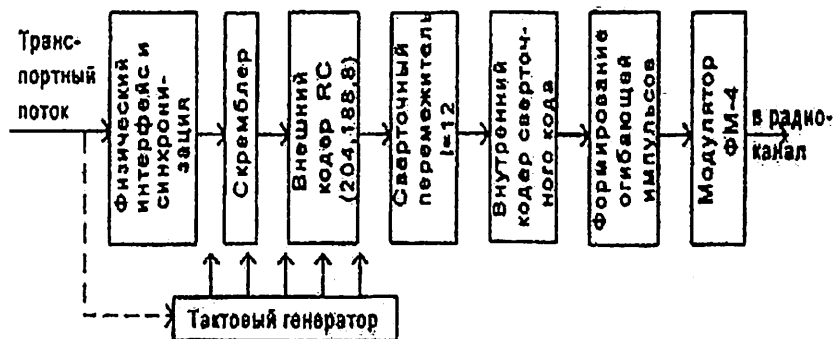 Транс-
портный
поток
Физический
интерфейс и
синхрони-
зация
Скремблер
Внешний
кодер RC
(204,188,8)
Сверточный
перемежитель
I=12
Внутренний
кодер сверточ-
ного кода
Формирование
огибающей
импульсов
Модулятор
ФМ-4
в радио-
канал
Тактовый генератор